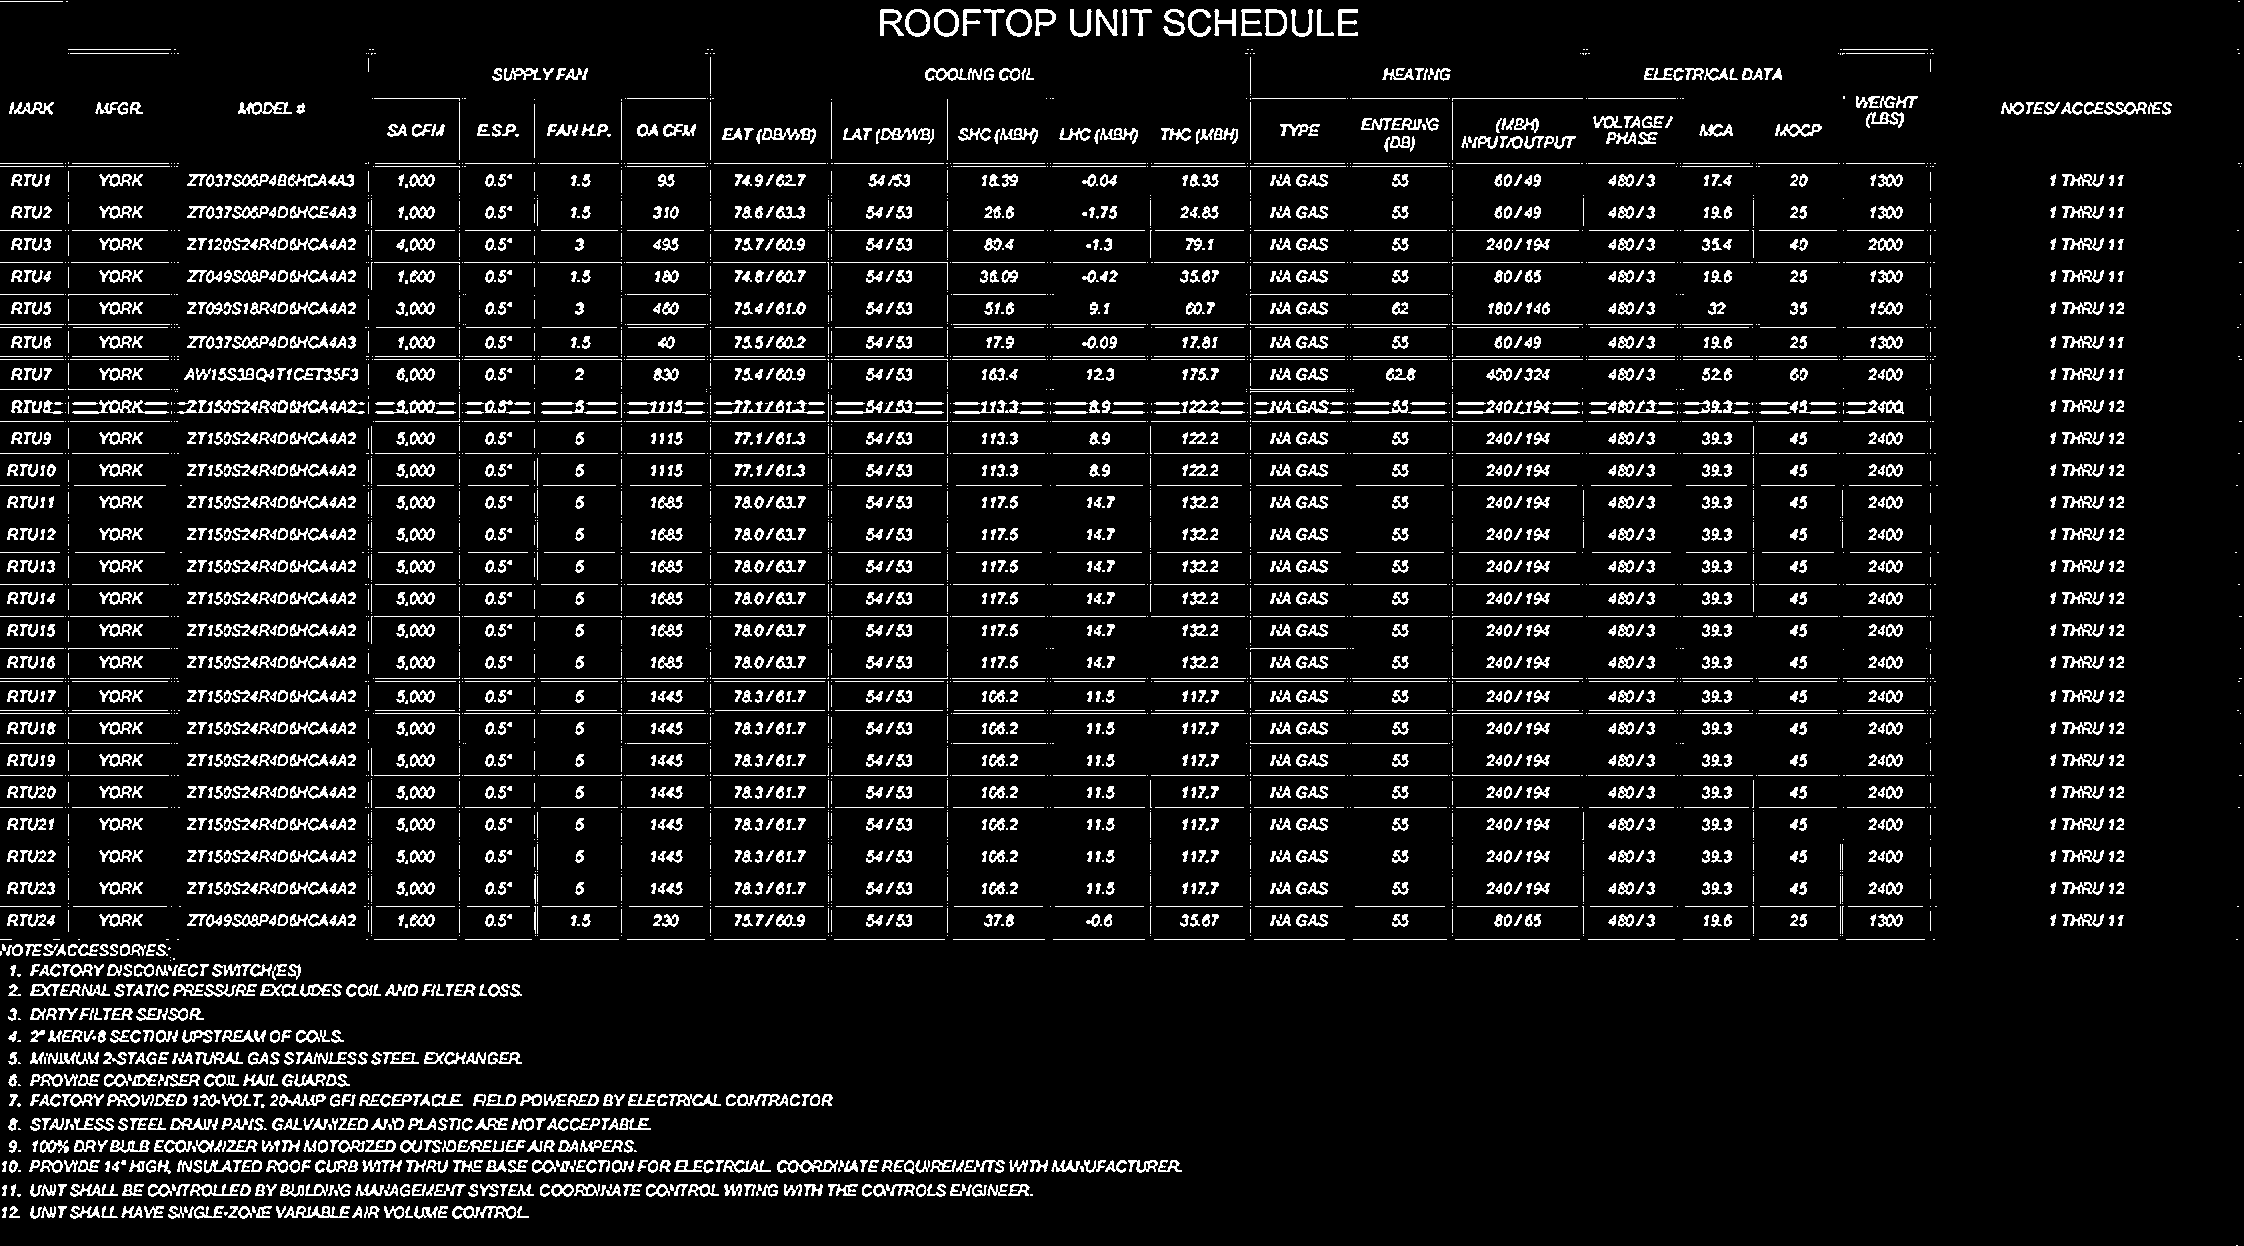 ROOFTOP UNIT SCHEDULE
SUPPLY FAN COOLING COIL HEATING ELECTRICAL DATA
MARK MFGR. MODEL # WEIGHT (LBS) NOTES/ ACCESSORIES
SA CFM E.S.P. FAN H.P. OA CFM EAT (DB/WB) LAT (DB/WB) SHC (MBH) LHC (MBH) THC (MBH) TYPE ENTERING (DB) (MBH) INPUT/OUTPUT VOLTAGE / PHASE MCA MOCP
RTU1 YORK ZT037S06P4B6HCA4A3 1,000 0.5" 1.5 95 74.9 / 62.7 54 /53 18.39 -0.04 18.35 NA GAS 55 60 / 49 480 / 3 17.4 20 1300 1 THRU 11
RTU2 YORK ZT037S06P4D6HCE4A3 1,000 0.5" 1.5 310 78.6 / 63.3 54 / 53 26.6 -1.75 24.85 NA GAS 55 60 / 49 480 / 3 19.6 25 1300 1 THRU 11
RTU3 YORK ZT120S24R4D6HCA4A2 4,000 0.5" 3 495 75.7 / 60.9 54 / 53 80.4 -1.3 79.1 NA GAS 55 240 / 194 480 / 3 35.4 40 2000 1 THRU 11
RTU4 YORK ZT049S08P4D6HCA4A2 1,600 0.5" 1.5 180 74.8 / 60.7 54 / 53 36.09 -0.42 35.67 NA GAS 55 80 / 65 480 / 3 19.6 25 1300 1 THRU 11
RTU5 YORK ZT090S18R4D6HCA4A2 3,000 0.5" 3 460 75.4 / 61.0 54 / 53 51.6 9.1 60.7 NA GAS 62 180 / 146 480 / 3 32 35 1500 1 THRU 12
RTU6 YORK ZT037S06P4D6HCA4A3 1,000 0.5" 1.5 40 75.5 / 60.2 54 / 53 17.9 -0.09 17.81 NA GAS 55 60 / 49 480 / 3 19.6 25 1300 1 THRU 11
RTU7 YORK AW15S3BQ4T1CET35F3 6,000 0.5" 2 830 75.4 / 60.9 54 / 53 163.4 12.3 175.7 NA GAS 62.8 400 / 324 480 / 3 52.6 60 2400 1 THRU 11
RTU8 YORK ZT150S24R4D6HCA4A2 5,000 0.5" 5 1115 77.1 / 61.3 54 / 53 113.3 8.9 122.2 NA GAS 55 240 / 194 480 / 3 39.3 45 2400 1 THRU 12
RTU9 YORK ZT150S24R4D6HCA4A2 5,000 0.5" 5 1115 77.1 / 61.3 54 / 53 113.3 8.9 122.2 NA GAS 55 240 / 194 480 / 3 39.3 45 2400 1 THRU 12
RTU10 YORK ZT150S24R4D6HCA4A2 5,000 0.5" 5 1115 77.1 / 61.3 54 / 53 113.3 8.9 122.2 NA GAS 55 240 / 194 480 / 3 39.3 45 2400 1 THRU 12
RTU11 YORK ZT150S24R4D6HCA4A2 5,000 0.5" 5 1685 78.0 / 63.7 54 / 53 117.5 14.7 132.2 NA GAS 55 240 / 194 480 / 3 39.3 45 2400 1 THRU 12
RTU12 YORK ZT150S24R4D6HCA4A2 5,000 0.5" 5 1685 78.0 / 63.7 54 / 53 117.5 14.7 132.2 NA GAS 55 240 / 194 480 / 3 39.3 45 2400 1 THRU 12
RTU13 YORK ZT150S24R4D6HCA4A2 5,000 0.5" 5 1685 78.0 / 63.7 54 / 53 117.5 14.7 132.2 NA GAS 55 240 / 194 480 / 3 39.3 45 2400 1 THRU 12
RTU14 YORK ZT150S24R4D6HCA4A2 5,000 0.5" 5 1685 78.0 / 63.7 54 / 53 117.5 14.7 132.2 NA GAS 55 240 / 194 480 / 3 39.3 45 2400 1 THRU 12
RTU15 YORK ZT150S24R4D6HCA4A2 5,000 0.5" 5 1685 78.0 / 63.7 54 / 53 117.5 14.7 132.2 NA GAS 55 240 / 194 480 / 3 39.3 45 2400 1 THRU 12
RTU16 YORK ZT150S24R4D6HCA4A2 5,000 0.5" 5 1685 78.0 / 63.7 54 / 53 117.5 14.7 132.2 NA GAS 55 240 / 194 480 / 3 39.3 45 2400 1 THRU 12
RTU17 YORK ZT150S24R4D6HCA4A2 5,000 0.5" 5 1445 78.3 / 61.7 54 / 53 106.2 11.5 117.7 NA GAS 55 240 / 194 480 / 3 39.3 45 2400 1 THRU 12
RTU18 YORK ZT150S24R4D6HCA4A2 5,000 0.5" 5 1445 78.3 / 61.7 54 / 53 106.2 11.5 117.7 NA GAS 55 240 / 194 480 / 3 39.3 45 2400 1 THRU 12
RTU19 YORK ZT150S24R4D6HCA4A2 5,000 0.5" 5 1445 78.3 / 61.7 54 / 53 106.2 11.5 117.7 NA GAS 55 240 / 194 480 / 3 39.3 45 2400 1 THRU 12
RTU20 YORK ZT150S24R4D6HCA4A2 5,000 0.5" 5 1445 78.3 / 61.7 54 / 53 106.2 11.5 117.7 NA GAS 55 240 / 194 480 / 3 39.3 45 2400 1 THRU 12
RTU21 YORK ZT150S24R4D6HCA4A2 5,000 0.5" 5 1445 78.3 / 61.7 54 / 53 106.2 11.5 117.7 NA GAS 55 240 / 194 480 / 3 39.3 45 2400 1 THRU 12
RTU22 YORK ZT150S24R4D6HCA4A2 5,000 0.5" 5 1445 78.3 / 61.7 54 / 53 106.2 11.5 117.7 NA GAS 55 240 / 194 480 / 3 39.3 45 2400 1 THRU 12
RTU23 YORK ZT150S24R4D6HCA4A2 5,000 0.5" 5 1445 78.3 / 61.7 54 / 53 106.2 11.5 117.7 NA GAS 55 240 / 194 480 / 3 39.3 45 2400 1 THRU 12
RTU24 YORK ZT049S08P4D6HCA4A2 1,600 0.5" 1.5 230 75.7 / 60.9 54 / 53 37.8 -0.6 35.67 NA GAS 55 80 / 65 480 / 3 19.6 25 1300 1 THRU 11
NOTES/ACCESSORIES:
1. FACTORY DISCONNECT SWITCH(ES)
2. EXTERNAL STATIC PRESSURE EXCLUDES COIL AND FILTER LOSS.
3. DIRTY FILTER SENSOR.
4. 2" MERV-8 SECTION UPSTREAM OF COILS.
5. MINIMUM 2-STAGE NATURAL GAS STAINLESS STEEL EXCHANGER.
6. PROVIDE CONDENSER COIL HAIL GUARDS.
7. FACTORY PROVIDED 120-VOLT, 20-AMP GFI RECEPTACLE. FIELD POWERED BY ELECTRICAL CONTRACTOR
8. STAINLESS STEEL DRAIN PANS. GALVANIZED AND PLASTIC ARE NOT ACCEPTABLE.
9. 100% DRY BULB ECONOMIZER WITH MOTORIZED OUTSIDE/RELIEF AIR DAMPERS.
10. PROVIDE 14" HIGH, INSULATED ROOF CURB WITH THRU THE BASE CONNECTION FOR ELECTRCIAL. COORDINATE REQUIREMENTS WITH MANUFACTURER.
11. UNIT SHALL BE CONTROLLED BY BUILDING MANAGEMENT SYSTEM. COORDINATE CONTROL WITING WITH THE CONTROLS ENGINEER.
12. UNIT SHALL HAVE SINGLE-ZONE VARIABLE AIR VOLUME CONTROL.